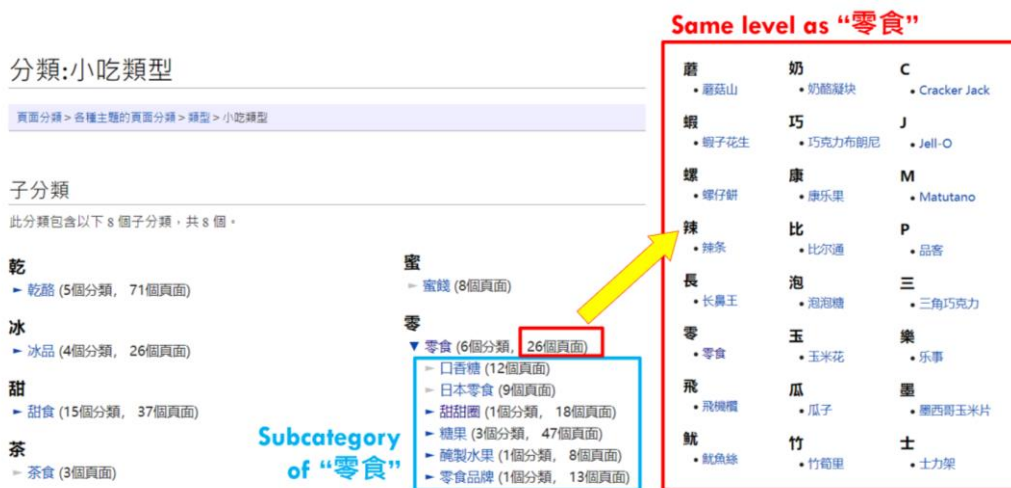 Same level as “零食”
分類:小吃類型
頁面分類 > 各種主題的頁面分類 > 類型 > 小吃類型
子分類
此分類包含以下 8 個子分類，共 8 個。
乾
► 乾酪 (5個分類， 71個頁面)
冰
► 冰品 (4個分類， 26個頁面)
甜
► 甜食 (15個分類， 37個頁面)
茶
► 茶食 (3個頁面)
蜜
► 蜜餞 (8個頁面)
零
▼ 零食 (6個分類， 26個頁面)
► 口香糖 (12個頁面)
► 日本零食 (9個頁面)
► 甜甜圈 (1個分類， 18個頁面)
► 糖果 (3個分類， 47個頁面)
► 醃製水果 (1個分類， 8個頁面)
► 零食品牌 (1個分類， 13個頁面)
Subcategory
of “零食”
蘑
• 蘑菇山
蝦
• 蝦子花生
螺
• 螺仔餅
辣
• 辣条
長
• 长鼻王
零
• 零食
飛
• 飛機欖
魷
• 魷魚絲
奶
• 奶酪凝块
巧
• 巧克力布朗尼
康
• 康乐果
比
• 比尔通
泡
• 泡泡糖
玉
• 玉米花
瓜
• 瓜子
竹
• 竹筍里
C
• Cracker Jack
J
• Jell-O
M
• Matutano
P
• 品客
三
• 三角巧克力
樂
• 乐事
墨
• 墨西哥玉米片
士
• 士力架